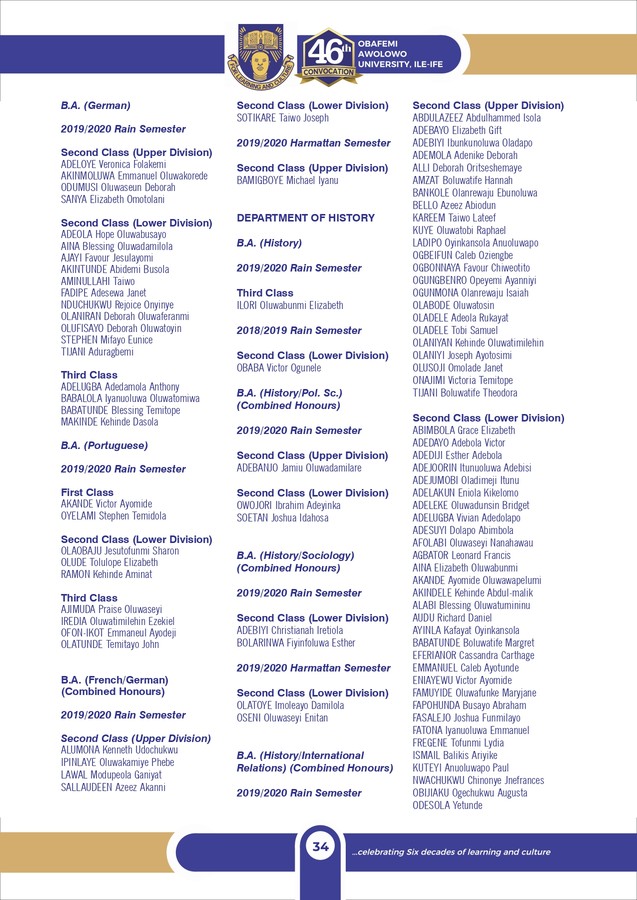 FOR LEARNING AND CULTURE
46th
CONVOCATION
OBAFEMI
AWOLOWO
UNIVERSITY, ILE-IFE
B.A. (German)
2019/2020 Rain Semester
Second Class (Upper Division)
ADELOYE Veronica Folakemi
AKINMOLUWA Emmanuel Oluwakorede
ODUMUSI Oluwaseun Deborah
SANYA Elizabeth Omotolani
Second Class (Lower Division)
ADEOLA Hope Oluwabusayo
AINA Blessing Oluwadamilola
AJAYI Favour Jesulayomi
AKINTUNDE Abidemi Busola
AMINULLAHI Taiwo
FADIPE Adesewa Janet
NDUCHUKWU Rejoice Onyinye
OLANIRAN Deborah Oluwaferanmi
OLUFISAYO Deborah Oluwatoyin
STEPHEN Mifayo Eunice
TIJANI Aduragbemi
Third Class
ADELUGBA Adedamola Anthony
BABALOLA Iyanuoluwa Oluwatomiwa
BABATUNDE Blessing Temitope
MAKINDE Kehinde Dasola
B.A. (Portuguese)
2019/2020 Rain Semester
First Class
AKANDE Victor Ayomide
OYELAMI Stephen Temidola
Second Class (Lower Division)
OLAOBAJU Jesutofunmi Sharon
OLUDE Tolulope Elizabeth
RAMON Kehinde Aminat
Third Class
AJIMUDA Praise Oluwaseyi
IREDIA Oluwatimilehin Ezekiel
OFON-IKOT Emmaneul Ayodeji
OLATUNDE Temitayo John
B.A. (French/German)
(Combined Honours)
2019/2020 Rain Semester
Second Class (Upper Division)
ALUMONA Kenneth Udochukwu
IPINLAYE Oluwakamiye Phebe
LAWAL Modupeola Ganiyat
SALLAUDEEN Azeez Akanni
Second Class (Lower Division)
SOTIKARE Taiwo Joseph
2019/2020 Harmattan Semester
Second Class (Upper Division)
BAMIGBOYE Michael Iyanu
DEPARTMENT OF HISTORY
B.A. (History)
2019/2020 Rain Semester
Third Class
ILORI Oluwabunmi Elizabeth
2018/2019 Rain Semester
Second Class (Lower Division)
OBABA Victor Ogunele
B.A. (History/Pol. Sc.)
(Combined Honours)
2019/2020 Rain Semester
Second Class (Upper Division)
ADEBANJO Jamiu Oluwadamilare
Second Class (Lower Division)
OWOJORI Ibrahim Adeyinka
SOETAN Joshua Idahosa
B.A. (History/Sociology)
(Combined Honours)
2019/2020 Rain Semester
Second Class (Lower Division)
ADEBIYI Christianah Iretiola
BOLARINWA Fiyinfoluwa Esther
2019/2020 Harmattan Semester
Second Class (Lower Division)
OLATOYE Imoleayo Damilola
OSENI Oluwaseyi Enitan
B.A. (History/International
Relations) (Combined Honours)
2019/2020 Rain Semester
Second Class (Upper Division)
ABDULAZEEZ Abdulhammed Isola
ADEBAYO Elizabeth Gift
ADEBIYI Ibunkunoluwa Oladapo
ADEMOLA Adenike Deborah
ALLI Deborah Oritseshemaye
AMZAT Boluwatife Hannah
BANKOLE Olanrewaju Ebunoluwa
BELLO Azeez Abiodun
KAREEM Taiwo Lateef
KUYE Oluwatobi Raphael
LADIPO Oyinkansola Anuoluwapo
OGBEIFUN Caleb Oziengbe
OGBONNAYA Favour Chiweotito
OGUNGBENRO Opeyemi Ayanniyi
OGUNMONA Olanrewaju Isaiah
OLABODE Oluwatosin
OLADELE Adeola Rukayat
OLADELE Tobi Samuel
OLANIYAN Kehinde Oluwatimilehin
OLANIYI Joseph Ayotosimi
OLUSOJI Omolade Janet
ONAJIMI Victoria Temitope
TIJANI Boluwatife Theodora
Second Class (Lower Division)
ABIMBOLA Grace Elizabeth
ADEDAYO Adebola Victor
ADEDIJI Esther Adebola
ADEJOORIN Itunuoluwa Adebisi
ADEJUMOBI Oladimeji Itunu
ADELAKUN Eniola Kikelomo
ADELEKE Oluwadunsin Bridget
ADELUGBA Vivian Adedolapo
ADESUYI Dolapo Abimbola
AFOLABI Oluwaseyi Nanahawau
AGBATOR Leonard Francis
AINA Elizabeth Oluwabunmi
AKANDE Ayomide Oluwawapelumi
AKINDELE Kehinde Abdul-malik
ALABI Blessing Oluwatumininu
AUDU Richard Daniel
AYINLA Kafayat Oyinkansola
BABATUNDE Boluwatife Margret
EFERIANOR Cassandra Carthage
EMMANUEL Caleb Ayotunde
ENIAYEWU Victor Ayomide
FAMUYIDE Oluwafunke Maryjane
FAPOHUNDA Busayo Abraham
FASALEJO Joshua Funmilayo
FATONA Iyanuoluwa Emmanuel
FREGENE Tofunmi Lydia
ISMAIL Balikis Ariyike
KUTEYI Anuoluwapo Paul
NWACHUKWU Chinonye Jnefrances
OBIJIAKU Ogechukwu Augusta
ODESOLA Yetunde
34
...celebrating Six decades of learning and culture